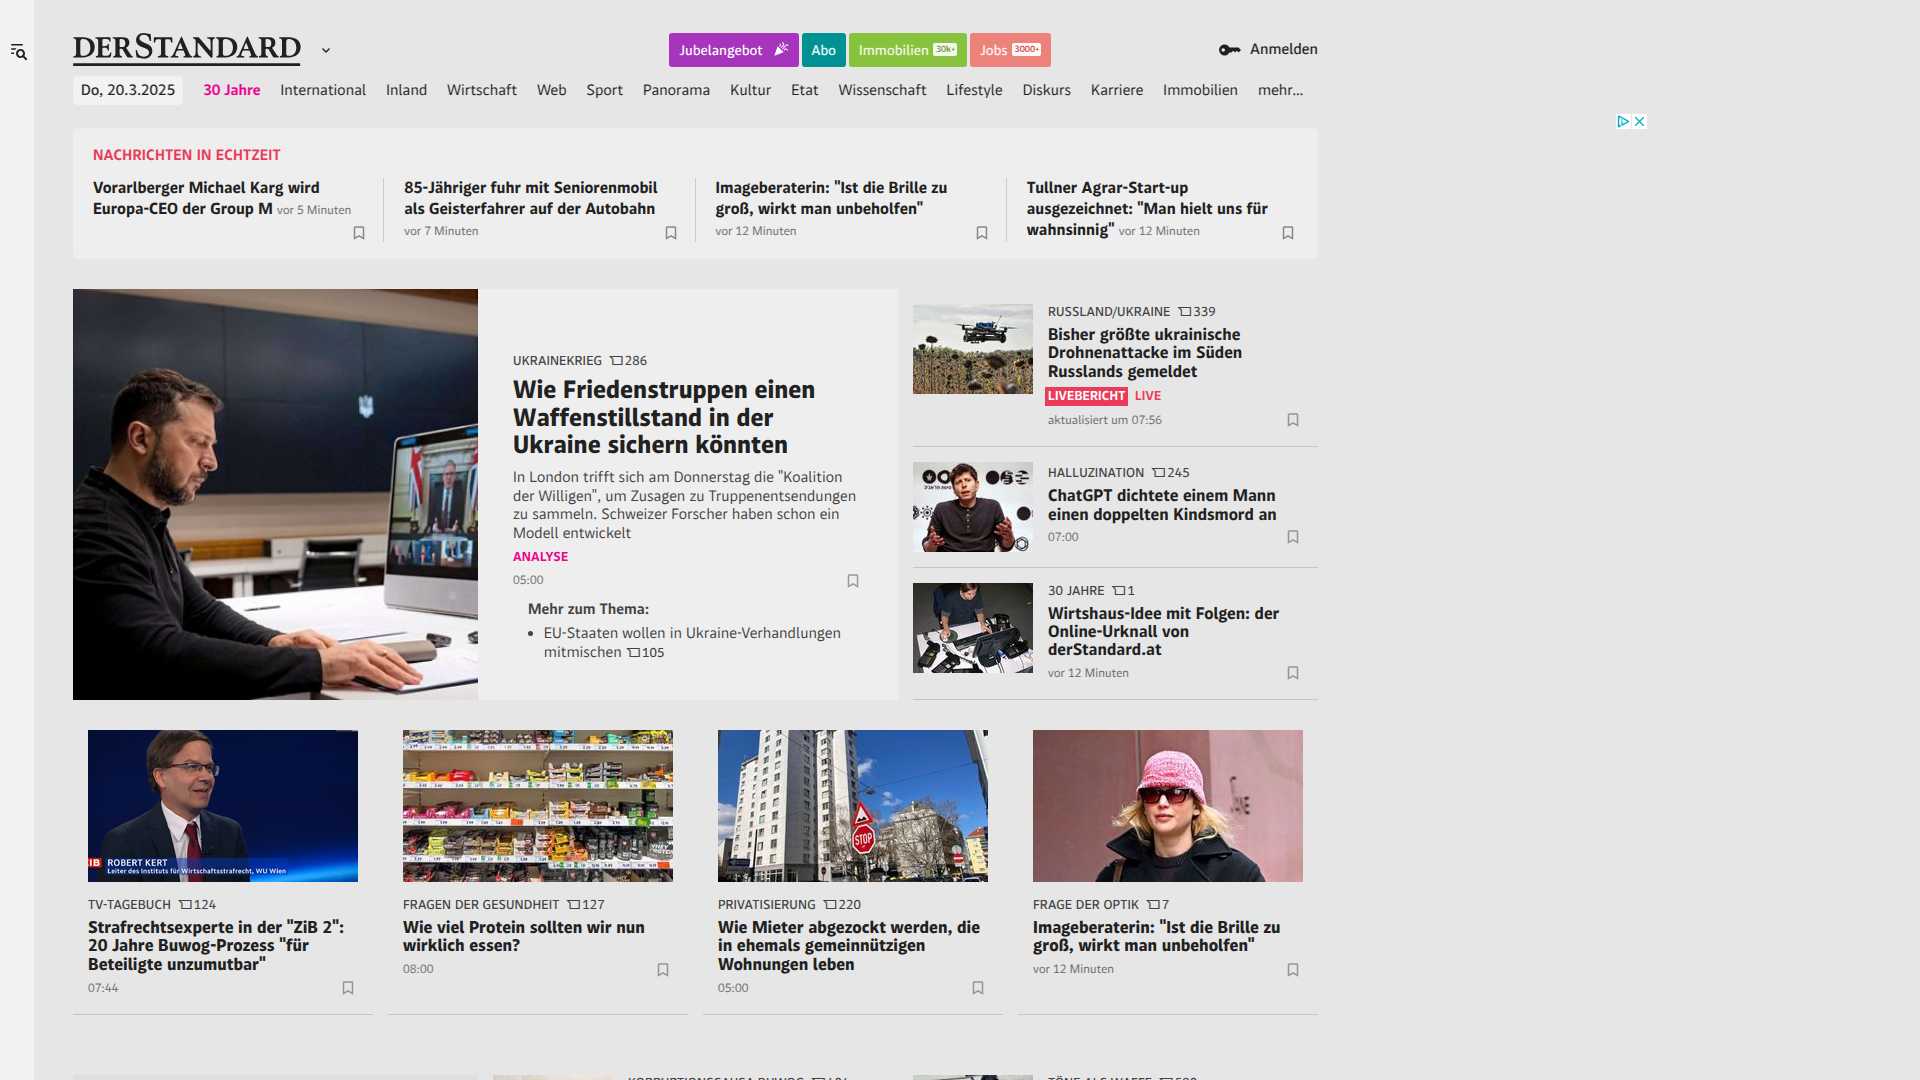 DERSTANDARD
Jubelangebot
Abo
Immobilien 30k+
Jobs 3000+
Anmelden
Do, 20.3.2025
30 Jahre
International
Inland
Wirtschaft
Web
Sport
Panorama
Kultur
Etat
Wissenschaft
Lifestyle
Diskurs
Karriere
Immobilien
mehr...
NACHRICHTEN IN ECHTZEIT
Vorarlberger Michael Karg wird
Europa-CEO der Group M vor 5 Minuten
85-Jähriger fuhr mit Seniorenmobil
als Geisterfahrer auf der Autobahn
vor 7 Minuten
Imageberaterin: "Ist die Brille zu
groß, wirkt man unbeholfen"
vor 12 Minuten
Tullner Agrar-Start-up
ausgezeichnet: "Man hielt uns für
wahnsinnig" vor 12 Minuten
UKRAINEKRIEG 286
Wie Friedenstruppen einen
Waffenstillstand in der
Ukraine sichern könnten
In London trifft sich am Donnerstag die "Koalition
der Willigen", um Zusagen zu Truppenentsendungen
zu sammeln. Schweizer Forscher haben schon ein
Modell entwickelt
ANALYSE
05:00
Mehr zum Thema:
• EU-Staaten wollen in Ukraine-Verhandlungen
mitmischen 105
RUSSLAND/UKRAINE 339
Bisher größte ukrainische
Drohnenattacke im Süden
Russlands gemeldet
LIVEBERICHT LIVE
aktualisiert um 07:56
HALLUZINATION 245
ChatGPT dichtete einem Mann
einen doppelten Kindsmord an
07:00
30 JAHRE 1
Wirtshaus-Idee mit Folgen: der
Online-Urknall von
derStandard.at
vor 12 Minuten
ZIB ROBERT KERT
Leiter des Instituts für Wirtschaftsstrafrecht, WU Wien
TV-TAGEBUCH 124
Strafrechtsexperte in der "ZiB 2":
20 Jahre Buwog-Prozess "für
Beteiligte unzumutbar"
07:44
FRAGEN DER GESUNDHEIT 127
Wie viel Protein sollten wir nun
wirklich essen?
08:00
STOP
PRIVATISIERUNG 220
Wie Mieter abgezockt werden, die
in ehemals gemeinnützigen
Wohnungen leben
05:00
FRAGE DER OPTIK 7
Imageberaterin: "Ist die Brille zu
groß, wirkt man unbeholfen"
vor 12 Minuten